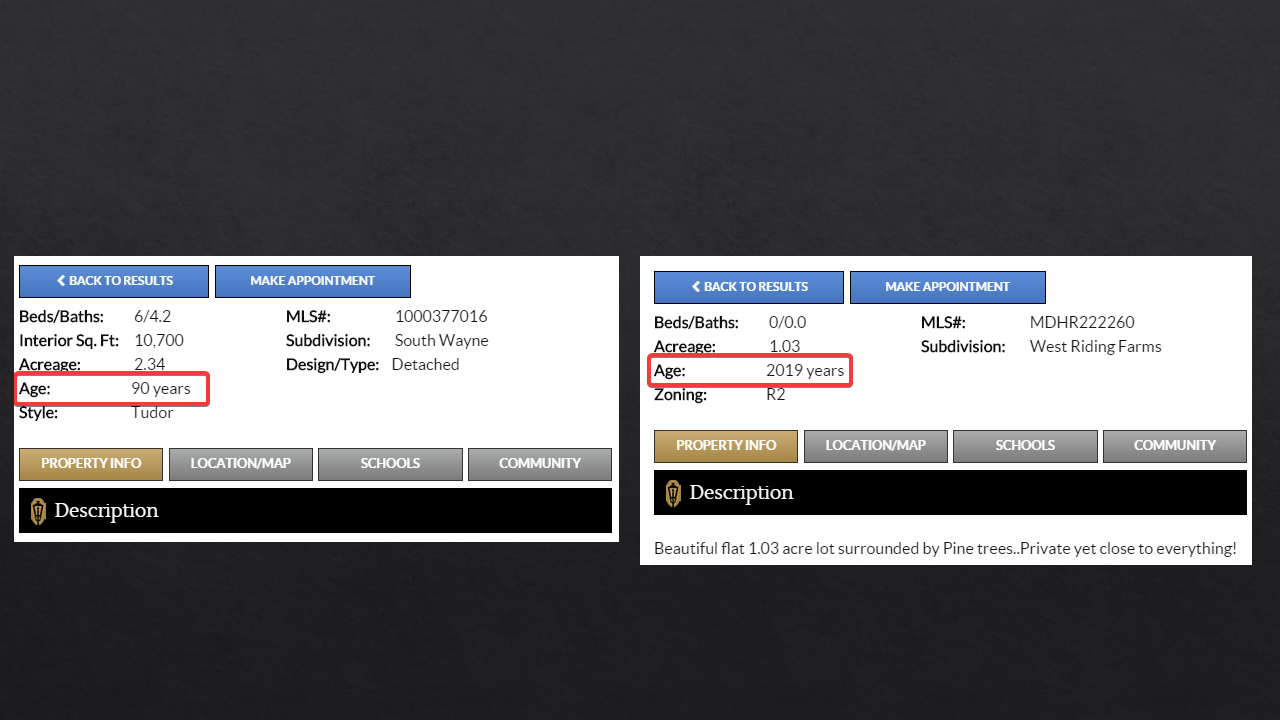 BACK TO RESULTS MAKE APPOINTMENT
Beds/Baths: 6/4.2 MLS#: 1000377016
Interior Sq. Ft: 10,700 Subdivision: South Wayne
Acreage: 2.34 Design/Type: Detached
Age: 90 years
Style: Tudor
PROPERTY INFO LOCATION/MAP SCHOOLS COMMUNITY
Description
BACK TO RESULTS MAKE APPOINTMENT
Beds/Baths: 0/0.0 MLS#: MDHR222260
Acreage: 1.03 Subdivision: West Riding Farms
Age: 2019 years
Zoning: R2
PROPERTY INFO LOCATION/MAP SCHOOLS COMMUNITY
Description
Beautiful flat 1.03 acre lot surrounded by Pine trees..Private yet close to everything!